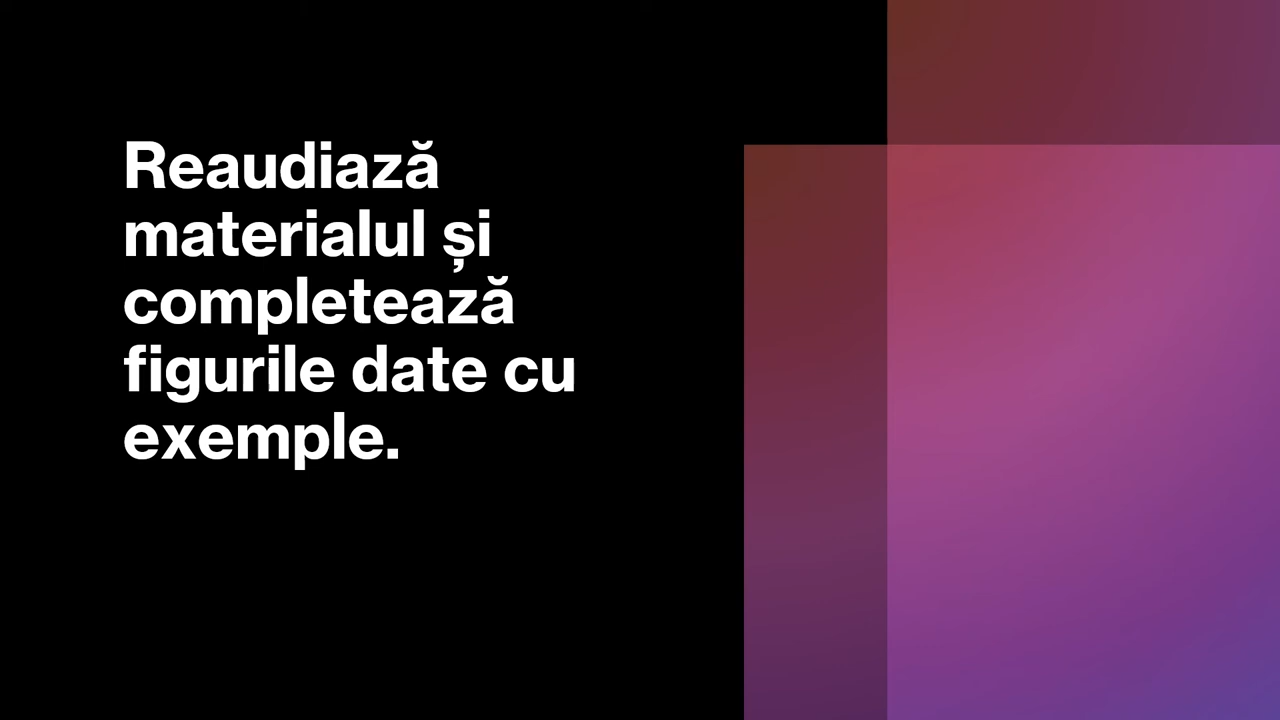 Reaudiază
materialul și
completează
figurile date cu
exemple.